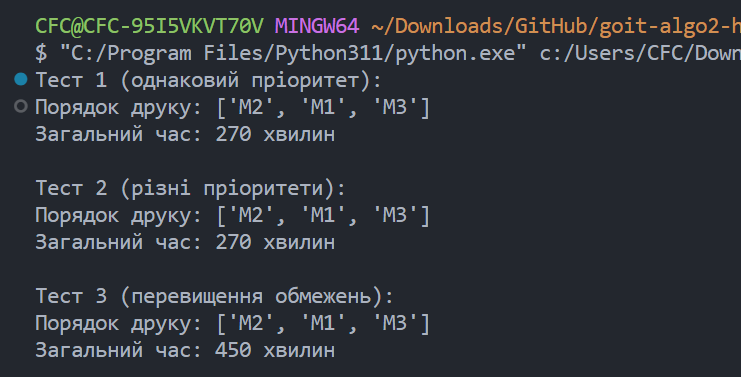 CFC@CFC-95I5VKVT70V MINGW64 ~/Downloads/GitHub/goit-algo2-h
$ "C:/Program Files/Python311/python.exe" c:/Users/CFC/Down
Тест 1 (однаковий пріоритет):
Порядок друку: ['M2', 'M1', 'M3']
Загальний час: 270 хвилин
Тест 2 (різні пріоритети):
Порядок друку: ['M2', 'M1', 'M3']
Загальний час: 270 хвилин
Тест 3 (перевищення обмежень):
Порядок друку: ['M2', 'M1', 'M3']
Загальний час: 450 хвилин